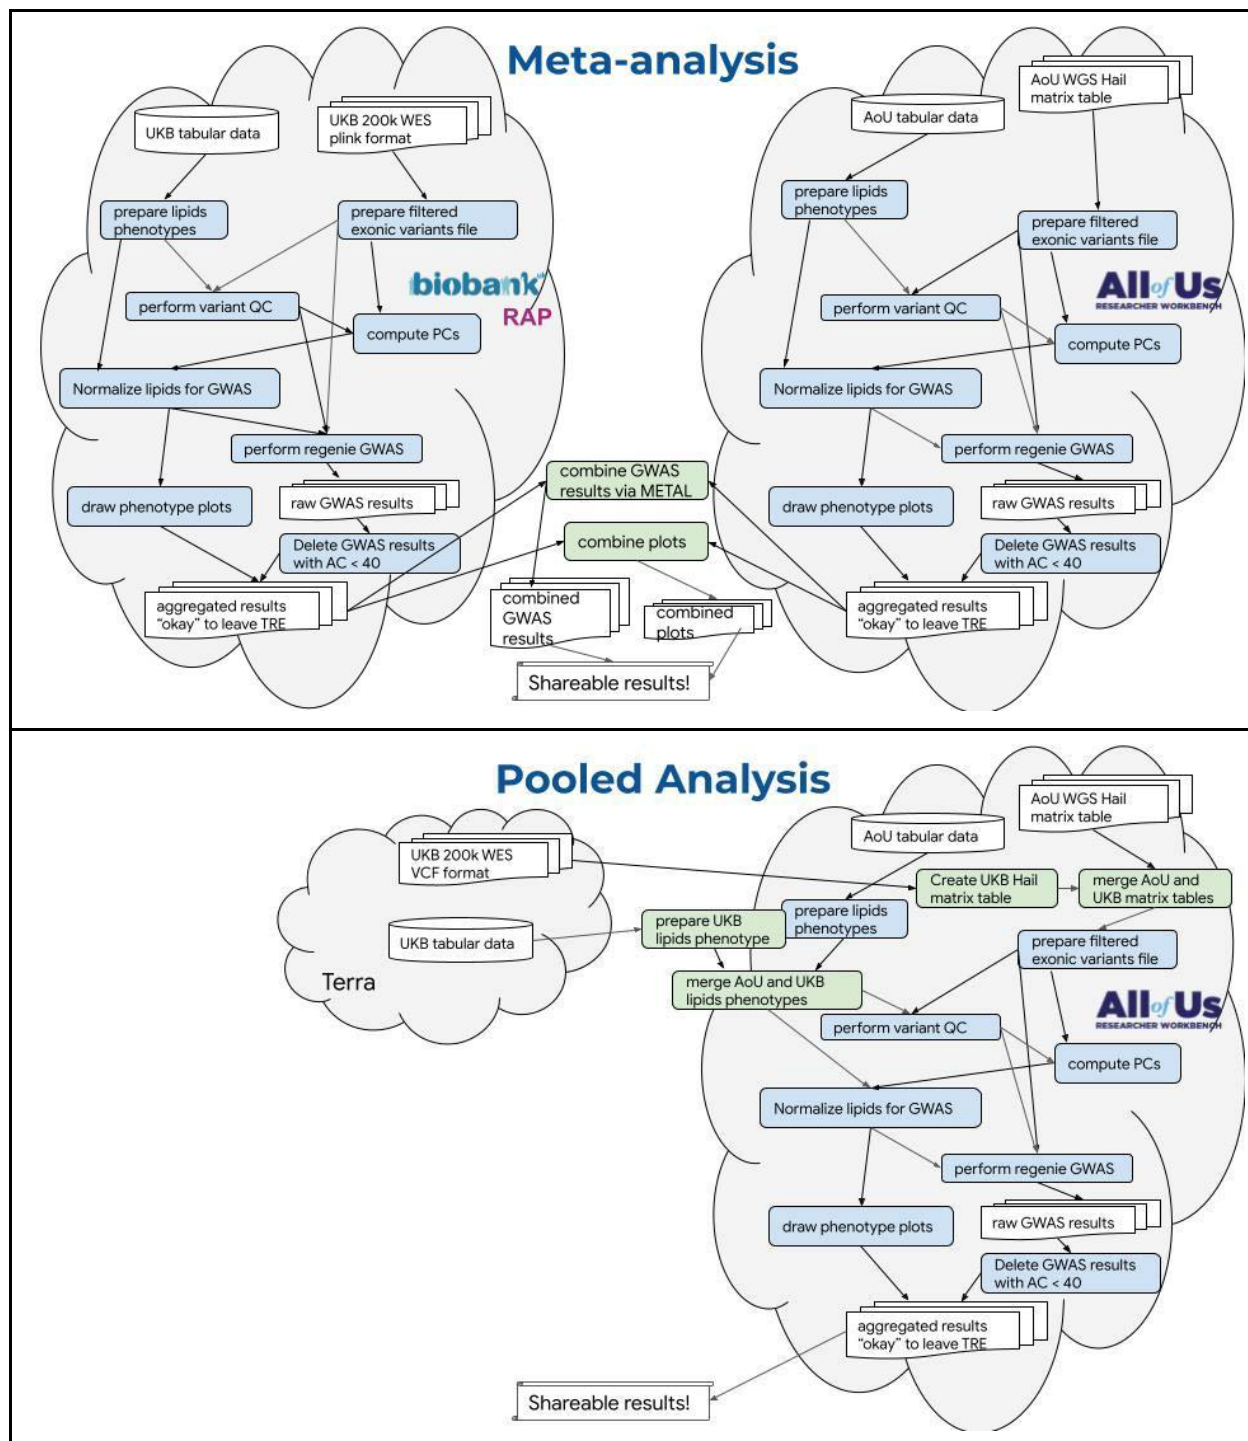 Meta-analysis
UKB tabular data
UKB 200k WES
plink format
prepare lipids
phenotypes
prepare filtered
exonic variants file
biobank uk
RAP
perform variant QC
compute PCs
Normalize lipids for GWAS
perform regenie GWAS
draw phenotype plots
raw GWAS results
Delete GWAS results
with AC < 40
aggregated results
“okay” to leave TRE
combine GWAS
results via METAL
combine plots
combined
GWAS
results
combined
plots
Shareable results!
AoU tabular data
AoU WGS Hail
matrix table
prepare lipids
phenotypes
prepare filtered
exonic variants file
All of Us
RESEARCHER WORKBENCH
perform variant QC
compute PCs
Normalize lipids for GWAS
perform regenie GWAS
draw phenotype plots
raw GWAS results
Delete GWAS results
with AC < 40
aggregated results
“okay” to leave TRE
Pooled Analysis
UKB 200k WES
VCF format
UKB tabular data
Terra
AoU tabular data
AoU WGS Hail
matrix table
Create UKB Hail
matrix table
merge AoU and
UKB matrix tables
prepare UKB
lipids phenotype
prepare lipids
phenotypes
prepare filtered
exonic variants file
merge AoU and UKB
lipids phenotypes
All of Us
RESEARCHER WORKBENCH
perform variant QC
compute PCs
Normalize lipids for GWAS
perform regenie GWAS
draw phenotype plots
raw GWAS results
Delete GWAS results
with AC < 40
aggregated results
“okay” to leave TRE
Shareable results!